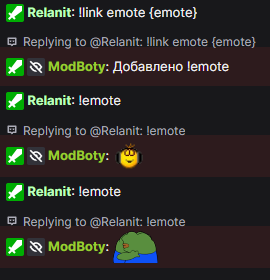 Relanit: !link emote {emote}
Replying to @Relanit: !link emote {emote}
ModBoty: Добавлено !emote
Relanit: !emote
Replying to @Relanit: !emote
ModBoty:
Relanit: !emote
Replying to @Relanit: !emote
ModBoty: